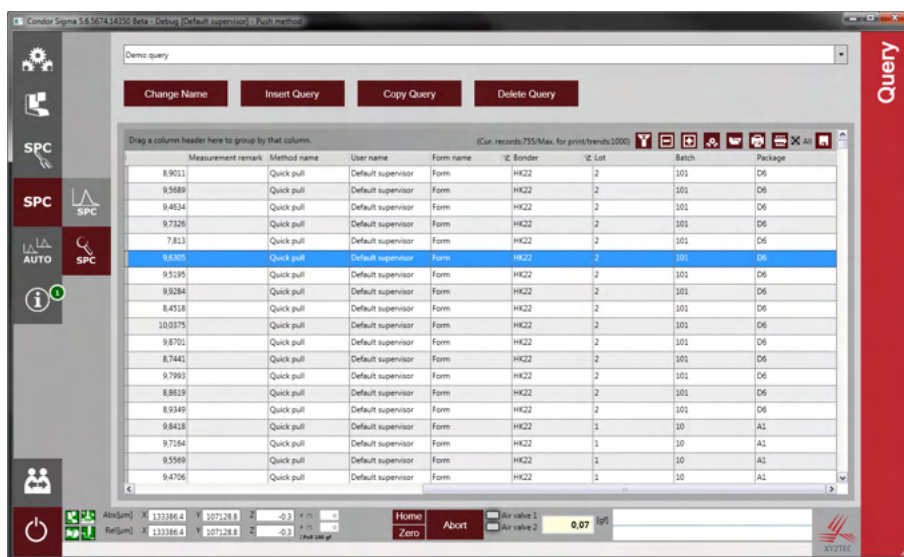 Condor Sigma 5.6.5674.14350 Beta - Debug [Default supervisor] - Push method
Query
Demo query
Change Name Insert Query Copy Query Delete Query
SPC
SPC SPC
AUTO SPC
1
Drag a column header here to group by that column. (Cur. records:755/Max. for print/trends:1000) All
Measurement remark Method name User name Form name Bonder Lot Batch Package
8,9011 Quick pull Default supervisor Form HK22 2 101 D6
9,5689 Quick pull Default supervisor Form HK22 2 101 D6
9,4634 Quick pull Default supervisor Form HK22 2 101 D6
9,7326 Quick pull Default supervisor Form HK22 2 101 D6
7,813 Quick pull Default supervisor Form HK22 2 101 D6
9,6305 Quick pull Default supervisor Form HK22 2 101 D6
9,5195 Quick pull Default supervisor Form HK22 2 101 D6
9,9284 Quick pull Default supervisor Form HK22 2 101 D6
8,4518 Quick pull Default supervisor Form HK22 2 101 D6
10,0375 Quick pull Default supervisor Form HK22 2 101 D6
9,8701 Quick pull Default supervisor Form HK22 2 101 D6
8,7441 Quick pull Default supervisor Form HK22 2 101 D6
9,7993 Quick pull Default supervisor Form HK22 2 101 D6
8,8619 Quick pull Default supervisor Form HK22 2 101 D6
8,9349 Quick pull Default supervisor Form HK22 2 101 D6
9,8418 Quick pull Default supervisor Form HK22 1 10 A1
9,7164 Quick pull Default supervisor Form HK22 1 10 A1
9,5569 Quick pull Default supervisor Form HK22 1 10 A1
9,4706 Quick pull Default supervisor Form HK22 1 10 A1
Abs[µm] X 133386.4 Y 107128.8 Z -0.3 Home Abort Air valve 1 0,07 [gf]
Rel[µm] X 133386.4 Y 107128.8 Z -0.3 Pull 100 gf Zero Air valve 2
XYZTEC